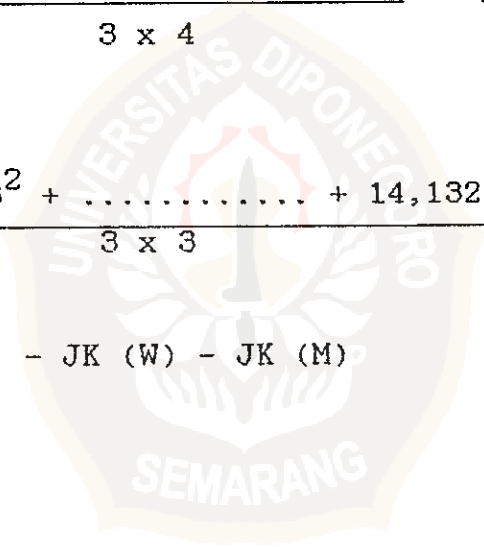 3 x 4
2 + ............ + 14,132
3 x 3
- JK (W) - JK (M)
UNIVERSITAS DIPONEGORO
SEMARANG